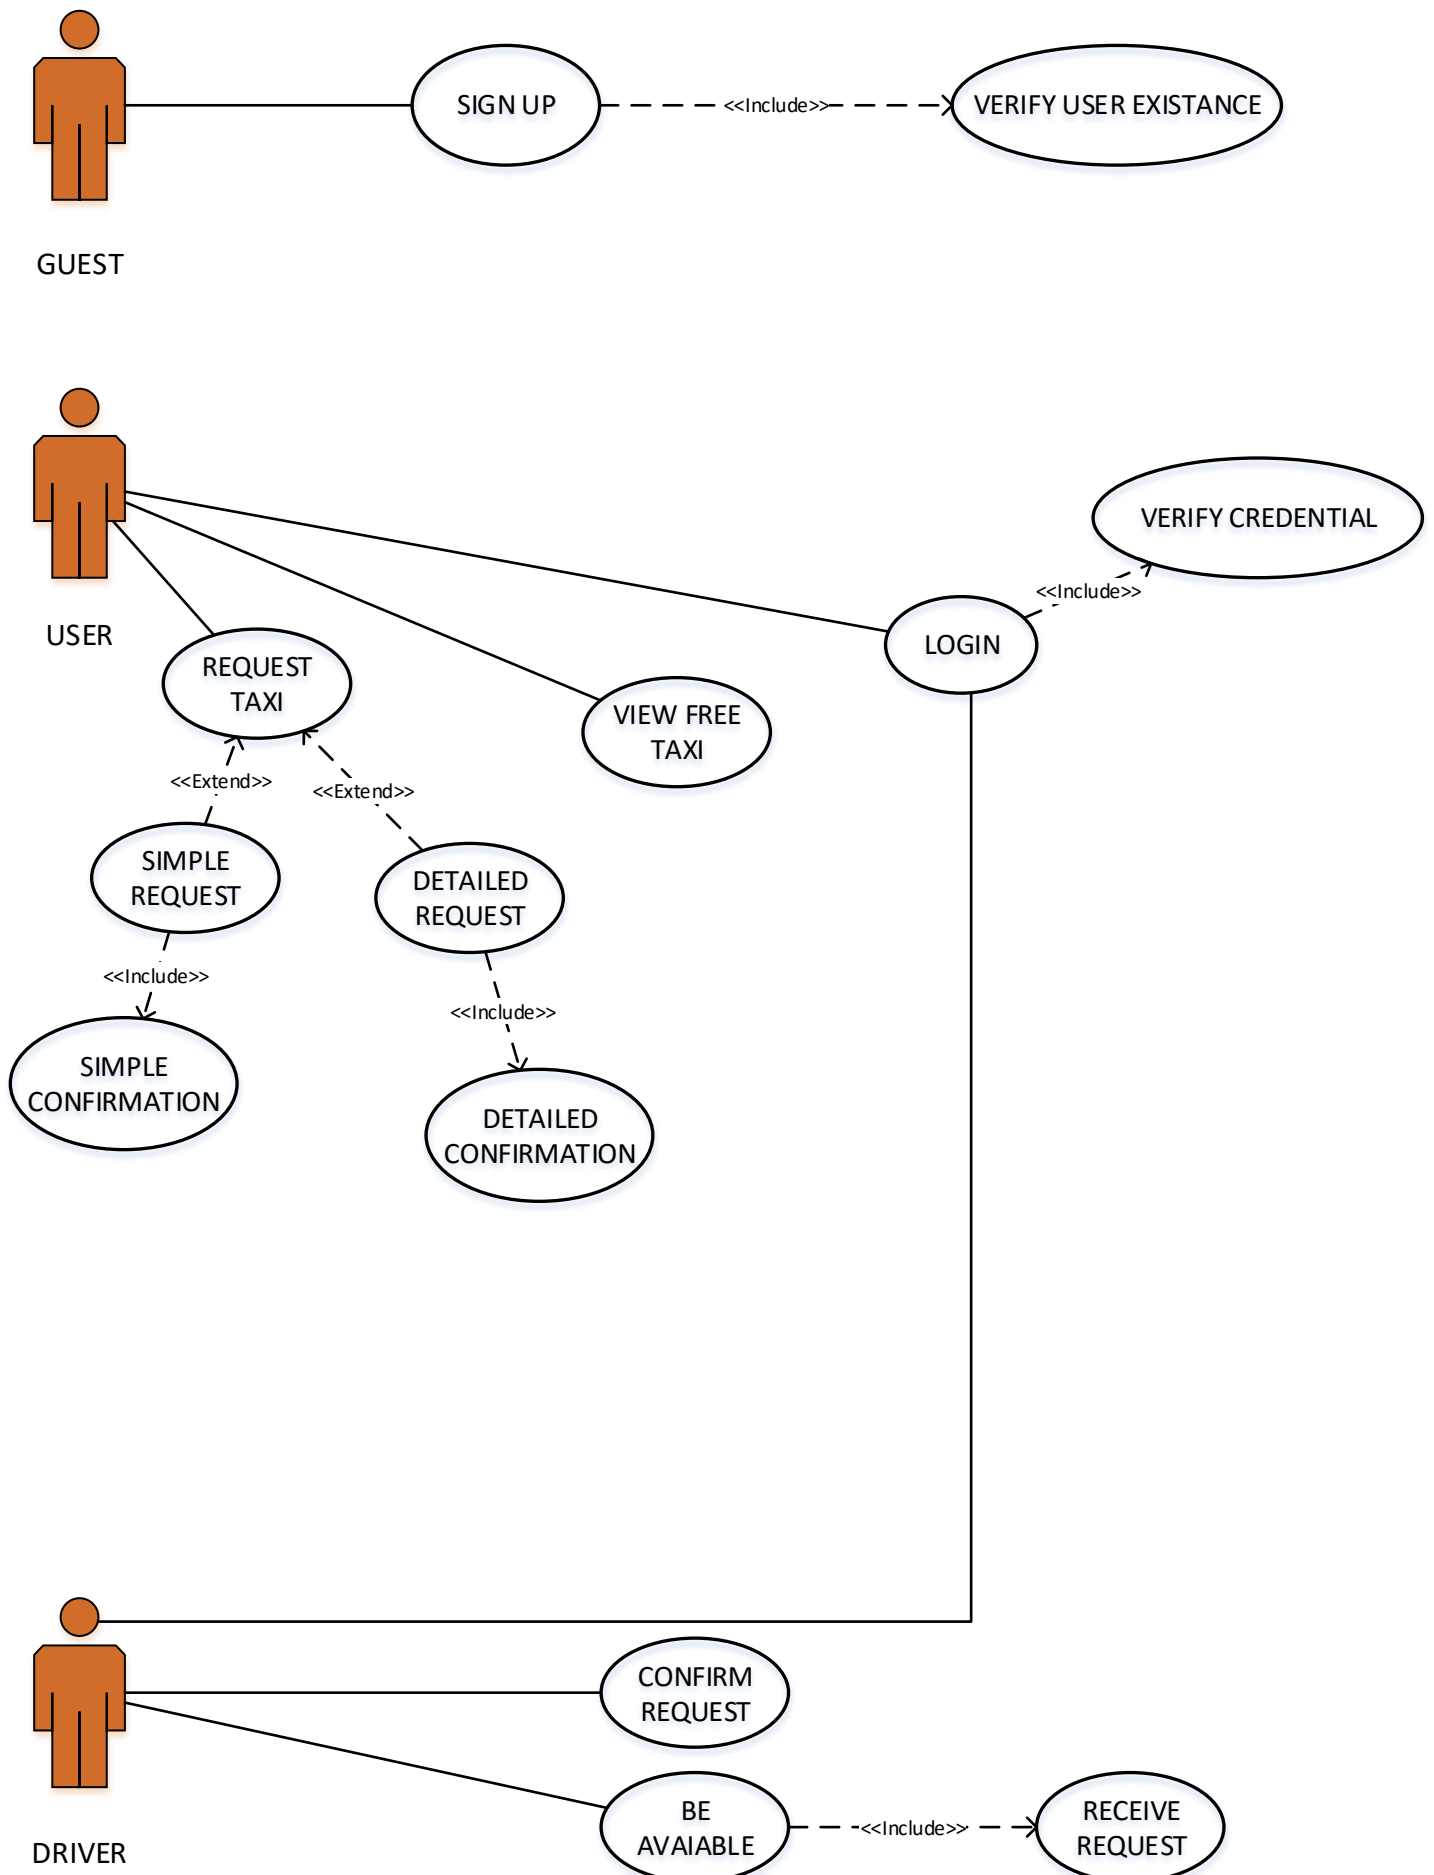 SIGN UP
<<Include>>
VERIFY USER EXISTANCE
GUEST
VERIFY CREDENTIAL
<<Include>>
LOGIN
USER
REQUEST
TAXI
VIEW FREE
TAXI
<<Extend>>
<<Extend>>
SIMPLE
REQUEST
DETAILED
REQUEST
<<Include>>
<<Include>>
SIMPLE
CONFIRMATION
DETAILED
CONFIRMATION
CONFIRM
REQUEST
BE
AVAIABLE
<<Include>>
RECEIVE
REQUEST
DRIVER